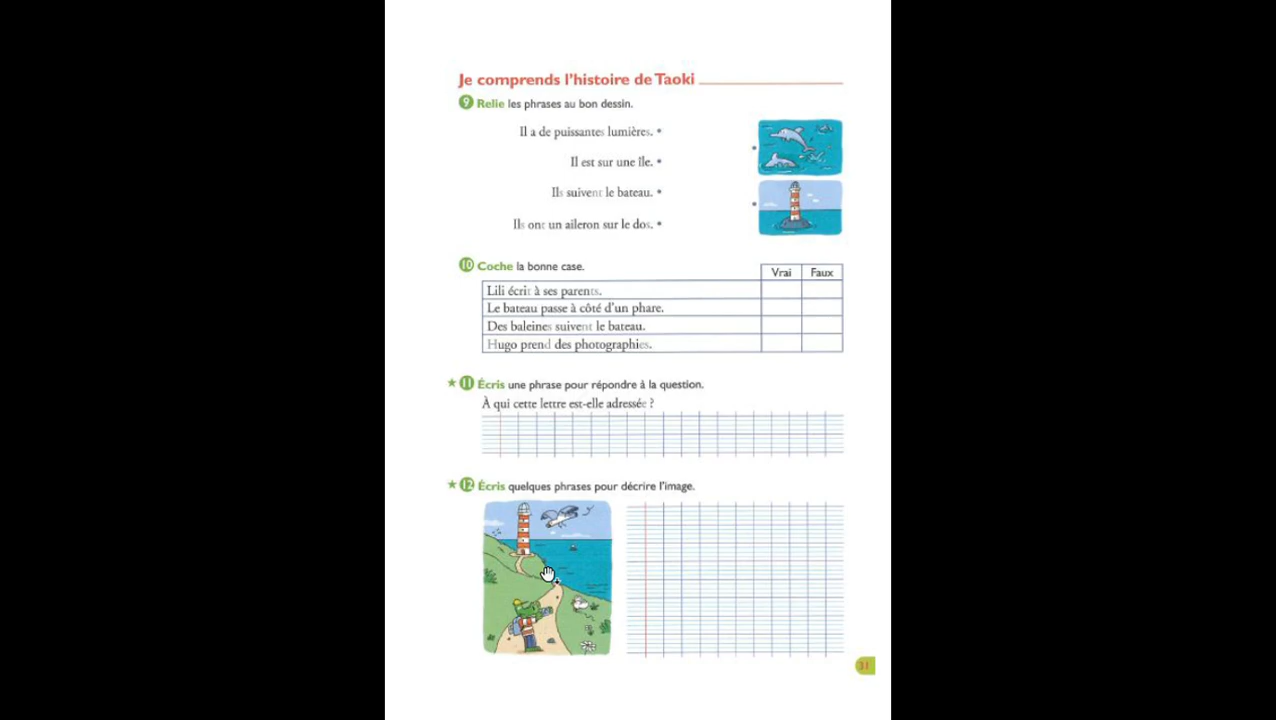 Je comprends l'histoire de Taoki
9 Relie les phrases au bon dessin.
Il a de puissantes lumières. •
Il est sur une île. •
Ils suivent le bateau. •
Ils ont un aileron sur le dos. •
10 Coche la bonne case.
Vrai Faux
Lili écrit à ses parents.
Le bateau passe à côté d'un phare.
Des baleines suivent le bateau.
Hugo prend des photographies.
★ 11 Écris une phrase pour répondre à la question.
À qui cette lettre est-elle adressée ?
★ 12 Écris quelques phrases pour décrire l'image.
31